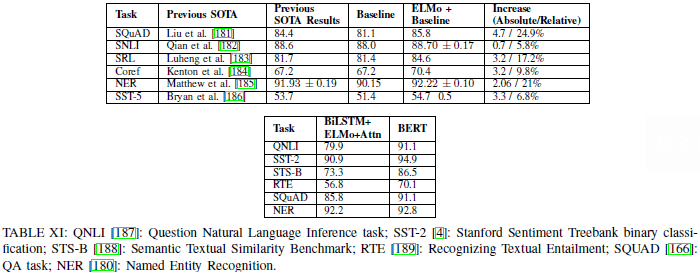 Task Previous SOTA Previous SOTA Results Baseline ELMo + Baseline Increase (Absolute/Relative)
SQuAD Liu et al. [181] 84.4 81.1 85.8 4.7 / 24.9%
SNLI Qian et al. [182] 88.6 88.0 88.70 ± 0.17 0.7 / 5.8%
SRL Luheng et al. [183] 81.7 81.4 84.6 3.2 / 17.2%
Coref Kenton et al. [184] 67.2 67.2 70.4 3.2 / 9.8%
NER Matthew et al. [185] 91.93 ± 0.19 90.15 92.22 ± 0.10 2.06 / 21%
SST-5 Bryan et al. [186] 53.7 51.4 54.7 0.5 3.3 / 6.8%
Task BiLSTM+ ELMo+Attn BERT
QNLI 79.9 91.1
SST-2 90.9 94.9
STS-B 73.3 86.5
RTE 56.8 70.1
SQuAD 85.8 91.1
NER 92.2 92.8
TABLE XI: QNLI [187]: Question Natural Language Inference task; SST-2 [4]: Stanford Sentiment Treebank binary classi-
fication; STS-B [188]: Semantic Textual Similarity Benchmark; RTE [189]: Recognizing Textual Entailment; SQUAD [166]:
QA task; NER [180]: Named Entity Recognition.